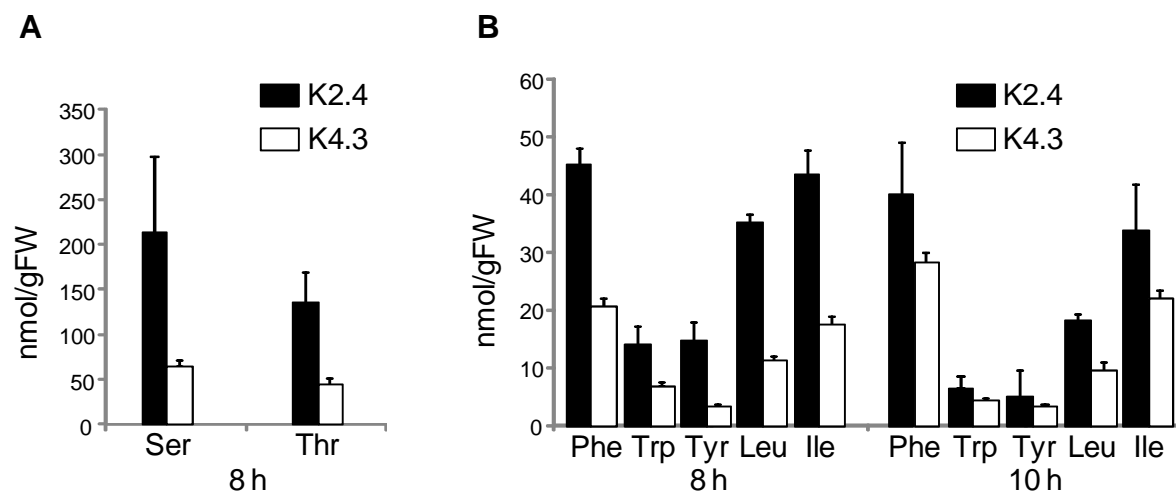 A
K2.4
K4.3
350
300
250
200
150
100
50
0
nmol/gFW
Ser Thr
8 h
B
K2.4
K4.3
60
50
40
30
20
10
0
nmol/gFW
Phe Trp Tyr Leu Ile Phe Trp Tyr Leu Ile
8 h 10 h